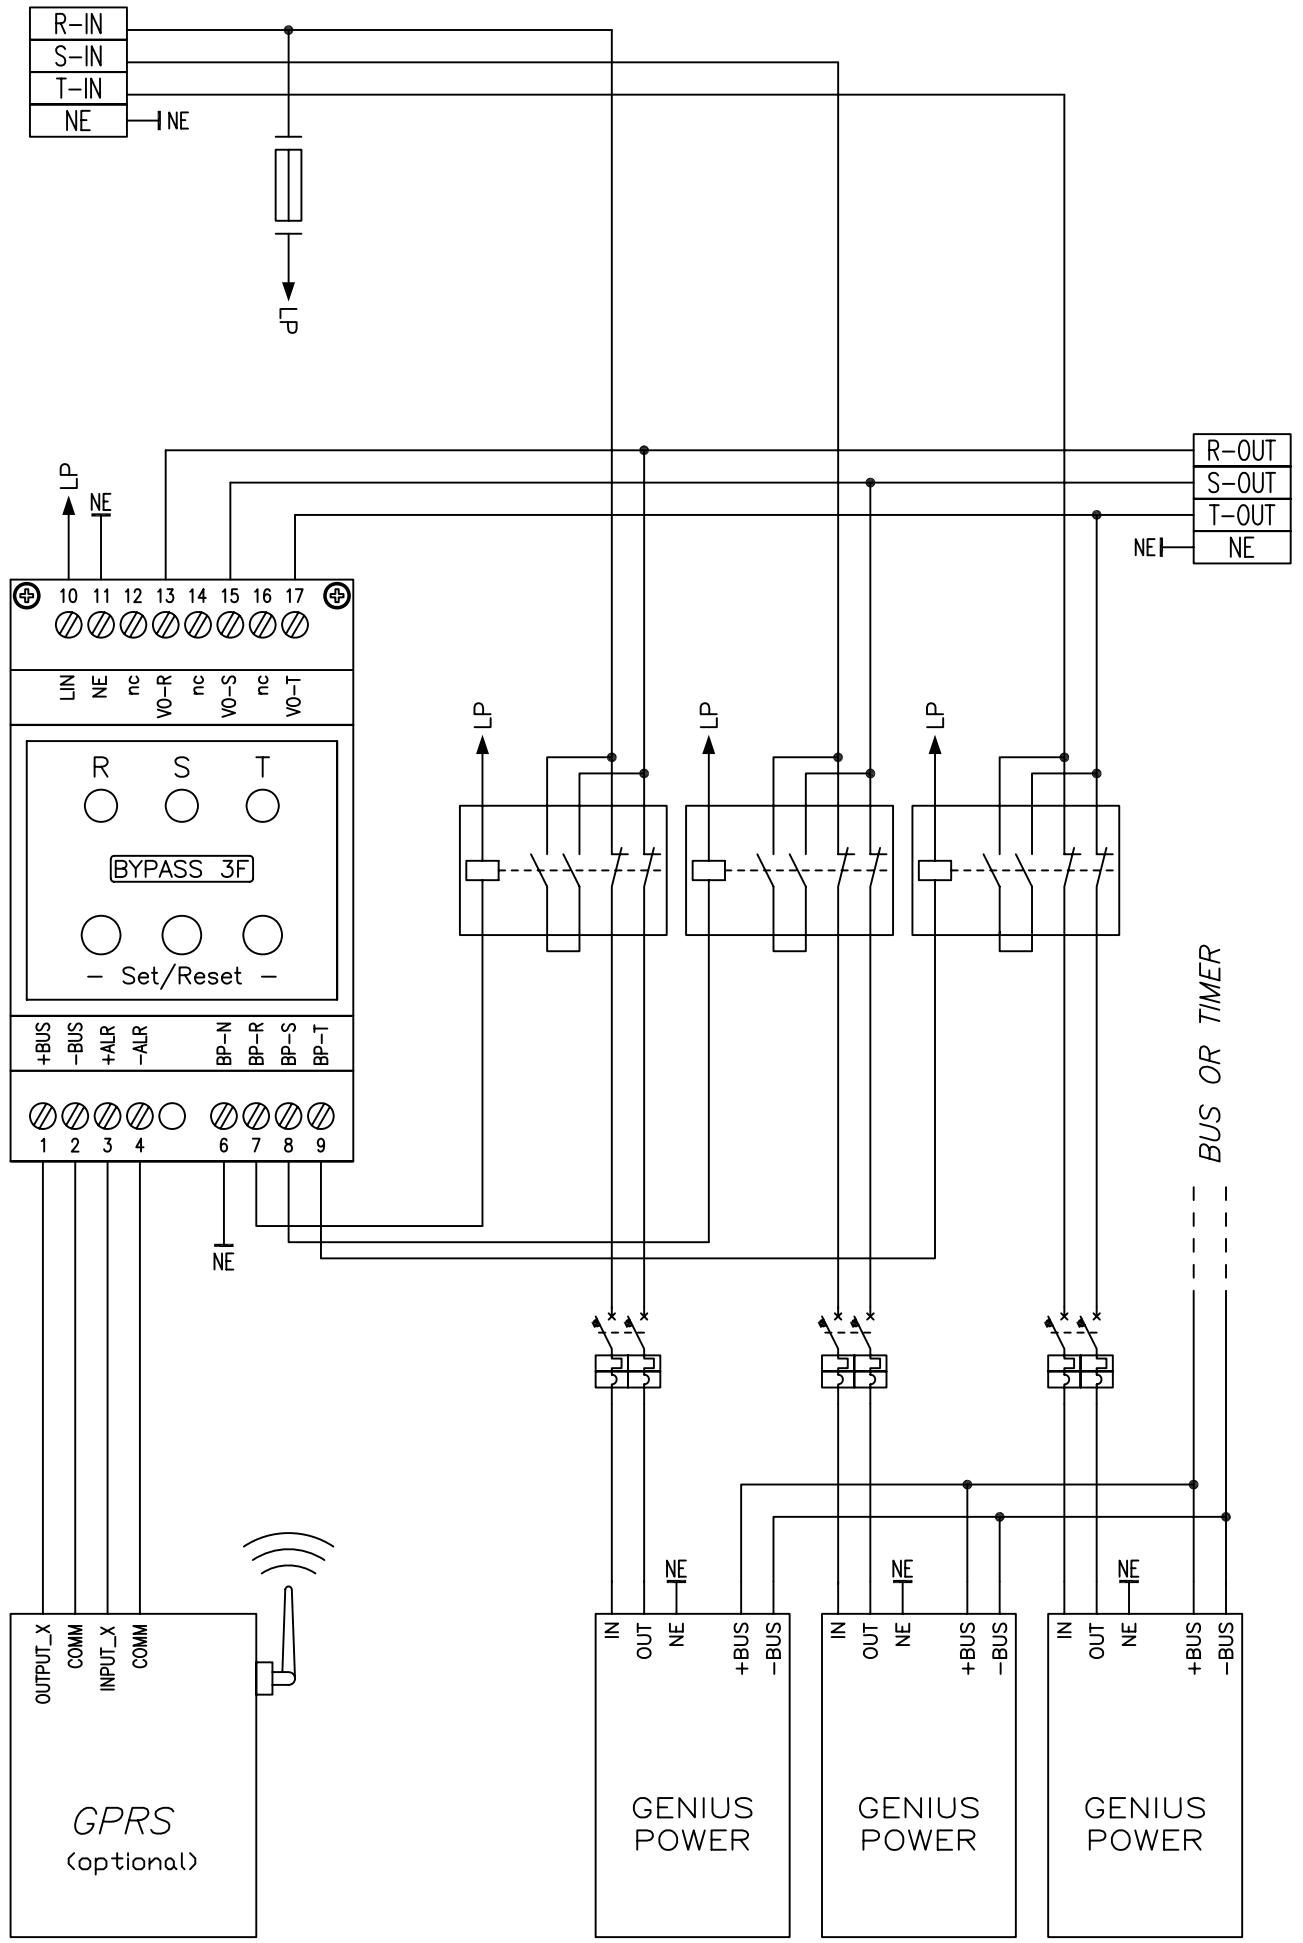 R-IN
S-IN
T-IN
NE
NE
LP
R-OUT
S-OUT
T-OUT
NE
NE
LP
NE
10 11 12 13 14 15 16 17
LIN NE nc VO-R nc VO-S nc VO-T
LP
LP
LP
R S T
BYPASS 3F
- Set/Reset -
+BUS -BUS +ALR -ALR BP-N BP-R BP-S BP-T
1 2 3 4 6 7 8 9
NE
BUS OR TIMER
NE
NE
NE
OUTPUT_X COMM INPUT_X COMM
GPRS
(optional)
IN OUT NE +BUS -BUS
GENIUS
POWER
IN OUT NE +BUS -BUS
GENIUS
POWER
IN OUT NE +BUS -BUS
GENIUS
POWER